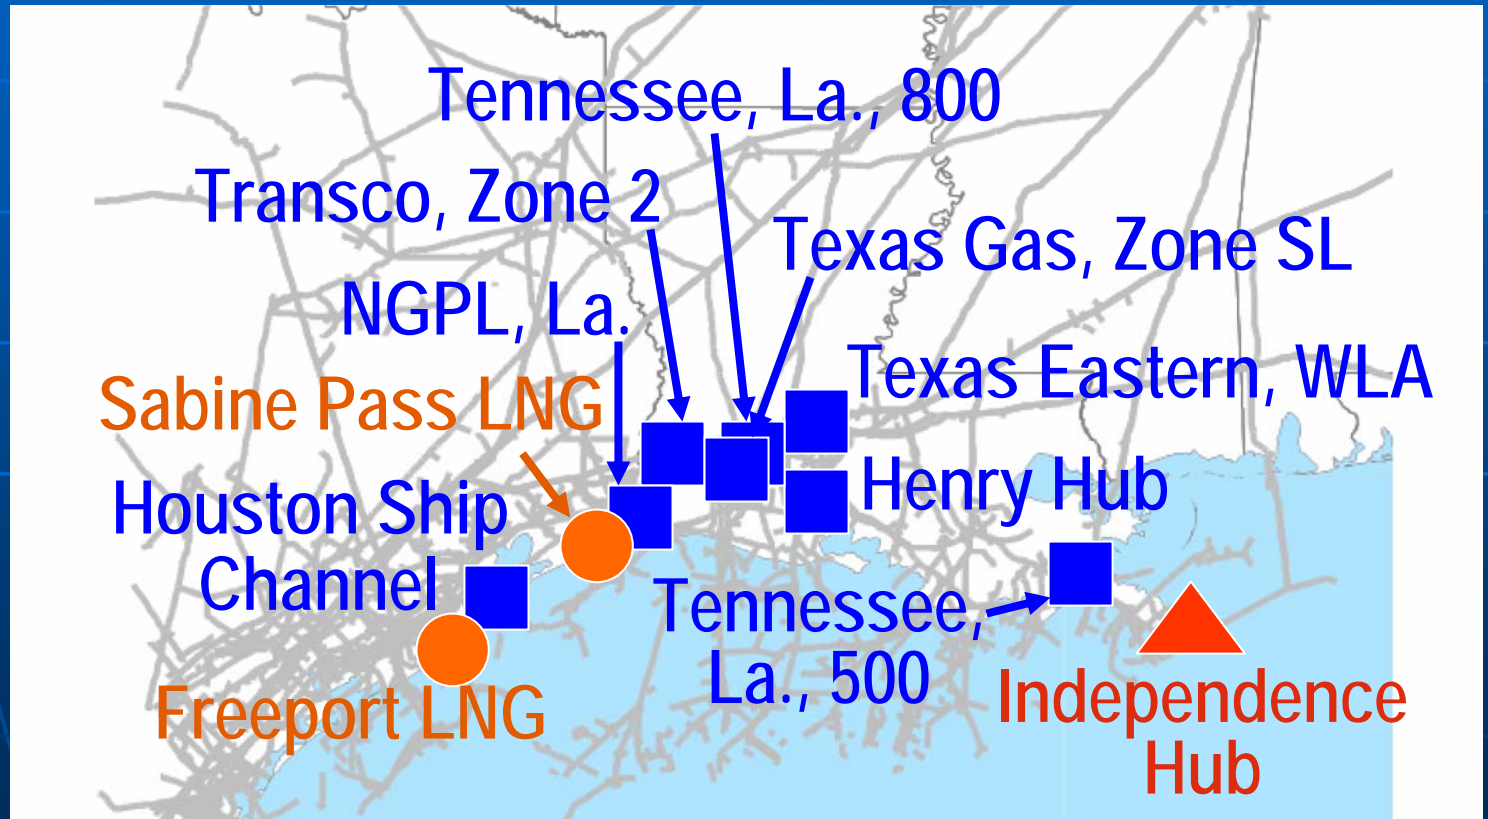 Tennessee, La., 800
Transco, Zone 2
Texas Gas, Zone SL
NGPL, La.
Texas Eastern, WLA
Sabine Pass LNG
Henry Hub
Houston Ship
Channel
Tennessee,
La., 500
Freeport LNG
Independence
Hub